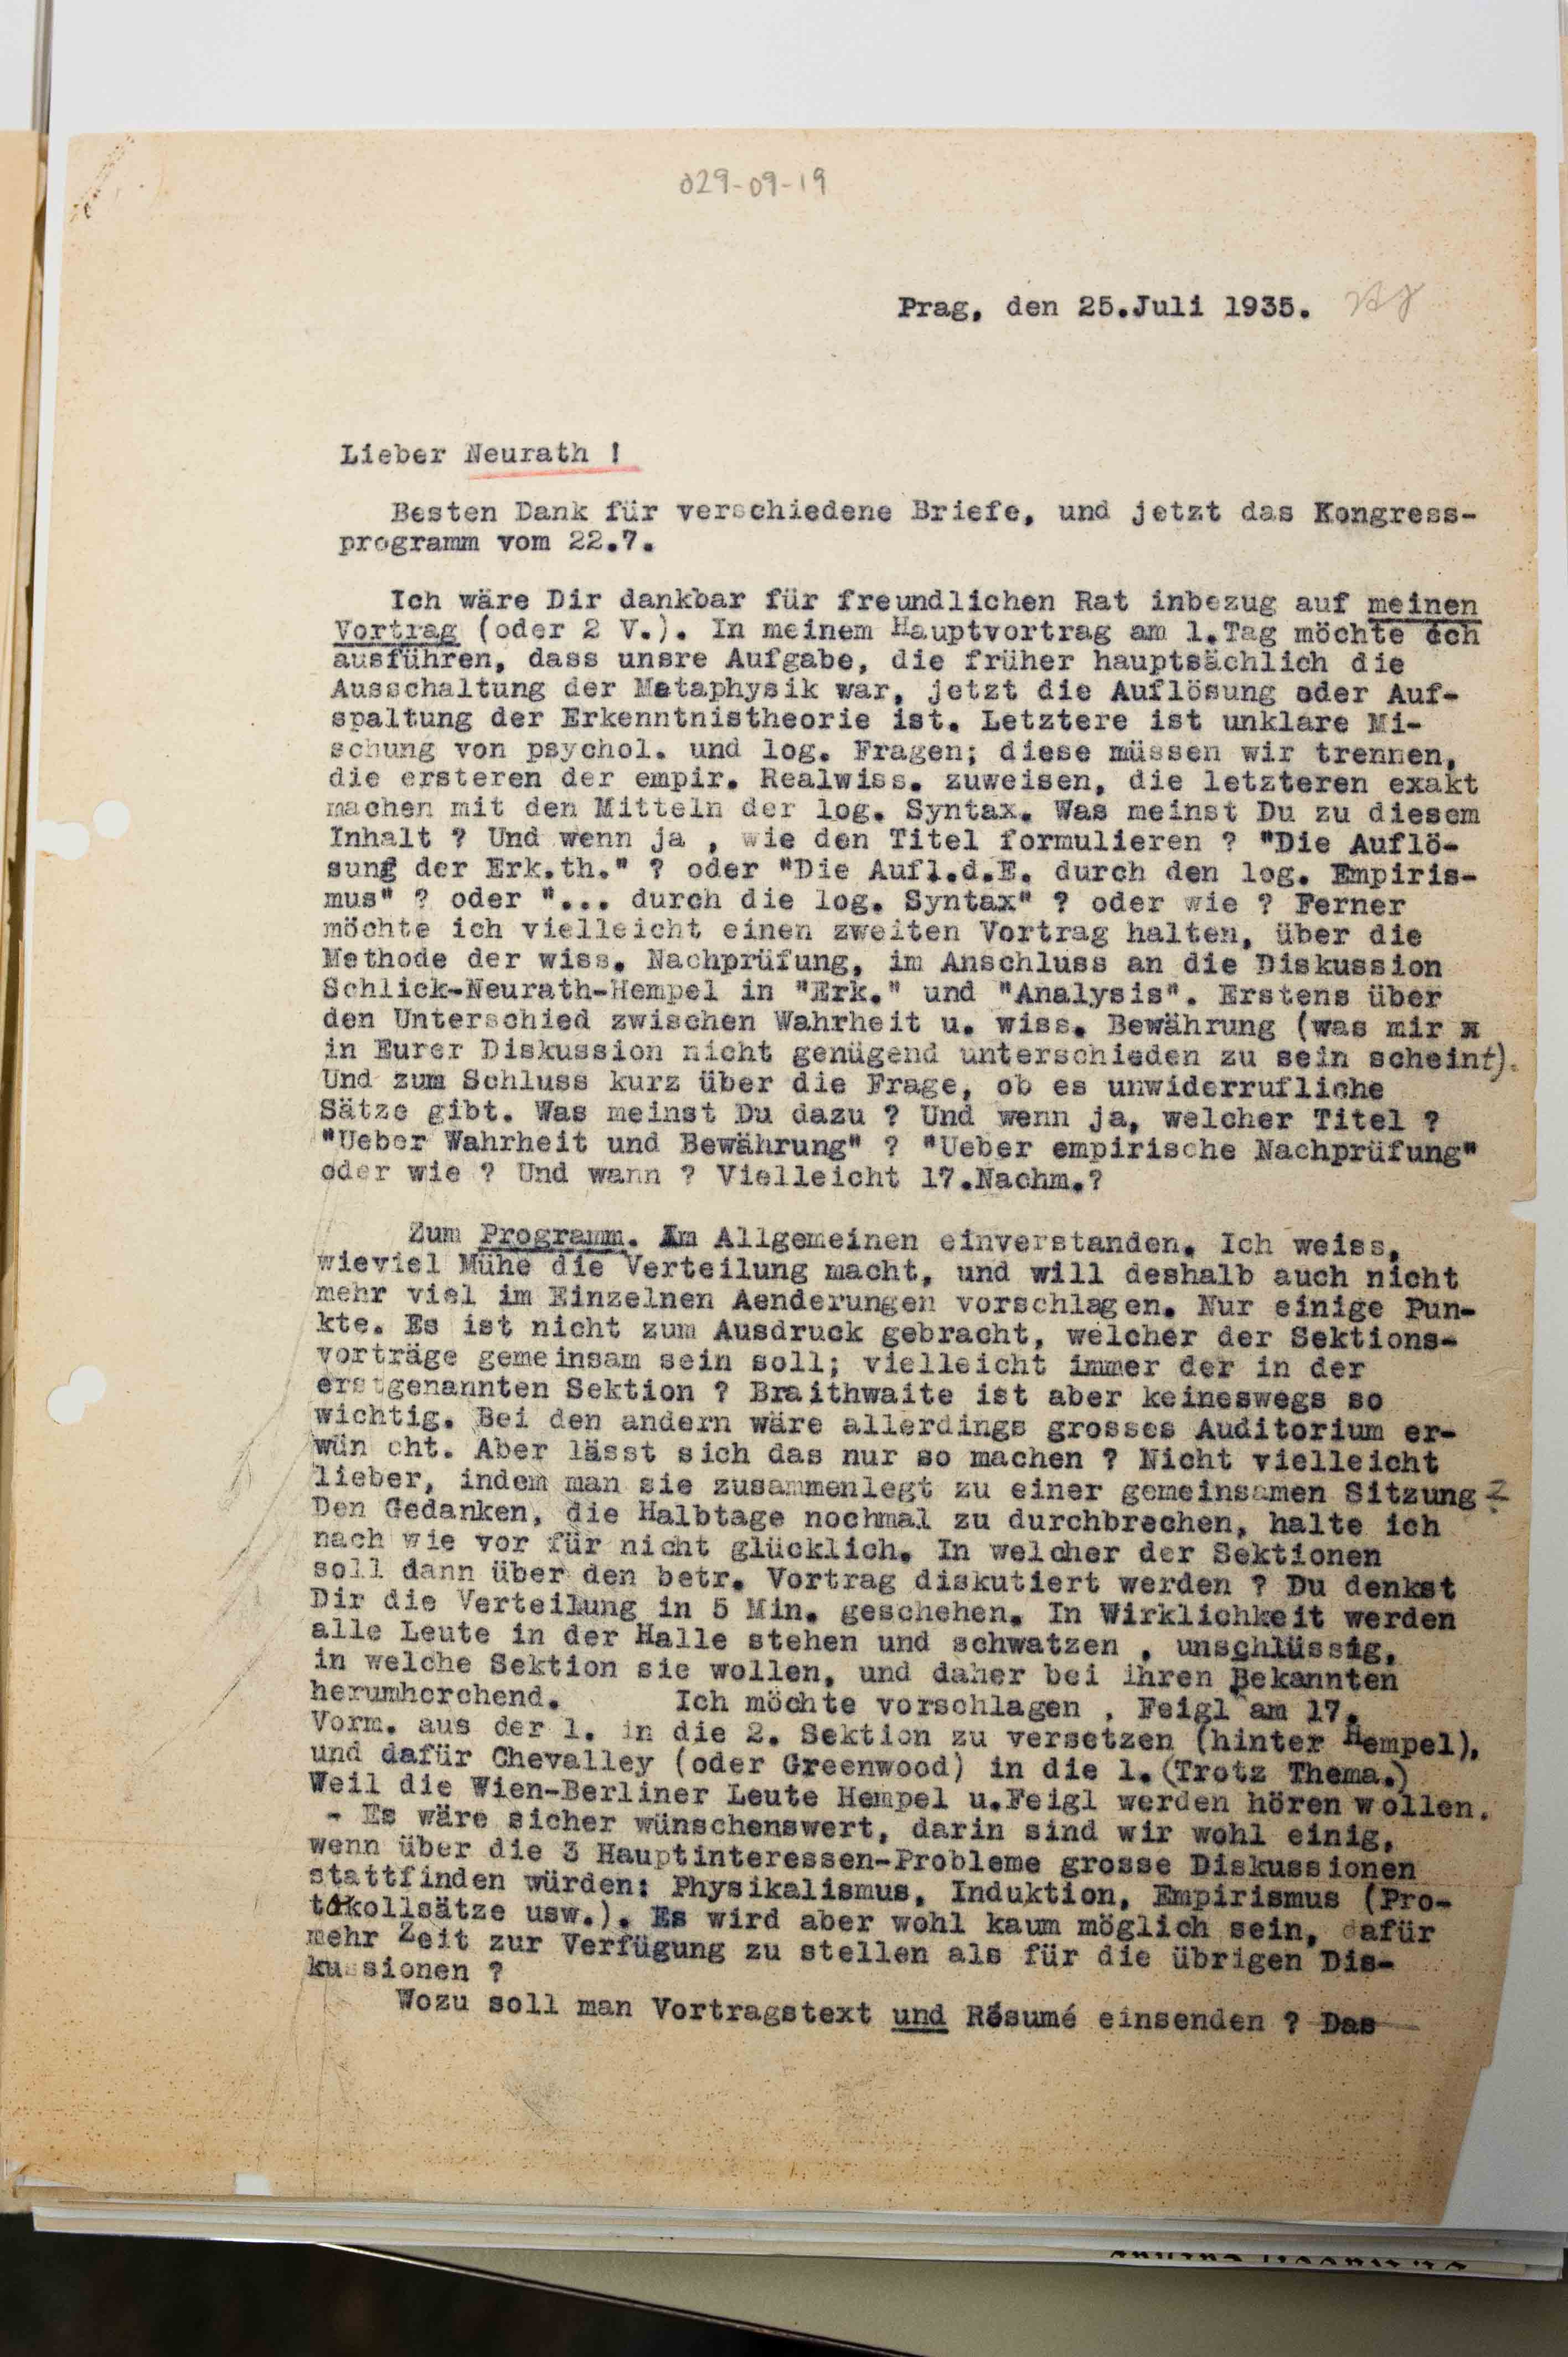 029-09-19
Prag, den 25.Juli 1935.
Lieber Neurath !
Besten Dank für verschiedene Briefe, und jetzt das Kongress-
programm vom 22.7.
Ich wäre Dir dankbar für freundlichen Rat inbezug auf meinen
Vortrag (oder 2 V.). In meinem Hauptvortrag am 1.Tag möchte ich
ausführen, dass unsre Aufgabe, die früher hauptsächlich die
Ausschaltung der Metaphysik war, jetzt die Auflösung oder Auf-
spaltung der Erkenntnistheorie ist. Letztere ist unklare Mi-
schung von psychol. und log. Fragen; diese müssen wir trennen,
die ersteren der empir. Realwiss. zuweisen, die letzteren exakt
machen mit den Mitteln der log. Syntax. Was meinst Du zu diesem
Inhalt ? Und wenn ja , wie den Titel formulieren ? "Die Auflö-
sung der Erk.th." ? oder "Die Aufl.d.E. durch den log. Empiris-
mus" ? oder "... durch die log. Syntax" ? oder wie ? Ferner
möchte ich vielleicht einen zweiten Vortrag halten, über die
Methode der wiss. Nachprüfung, im Anschluss an die Diskussion
Schlick-Neurath-Hempel in "Erk." und "Analysis". Erstens über
den Unterschied zwischen Wahrheit u. wiss. Bewährung (was mir x
in Eurer Diskussion nicht genügend unterschieden zu sein scheint).
Und zum Schluss kurz über die Frage, ob es unwiderrufliche
Sätze gibt. Was meinst Du dazu ? Und wenn ja, welcher Titel ?
"Ueber Wahrheit und Bewährung" ? "Ueber empirische Nachprüfung"
oder wie ? Und wann ? Vielleicht 17.Nachm.?
Zum Programm. Im Allgemeinen einverstanden. Ich weiss,
wieviel Mühe die Verteilung macht, und will deshalb auch nicht
mehr viel im Einzelnen Aenderungen vorschlagen. Nur einige Pun-
kte. Es ist nicht zum Ausdruck gebracht, welcher der Sektions-
vorträge gemeinsam sein soll; vielleicht immer der in der
erstgenannten Sektion ? Braithwaite ist aber keineswegs so
wichtig. Bei den andern wäre allerdings grosses Auditorium er-
wün cht. Aber lässt sich das nur so machen ? Nicht vielleicht
lieber, indem man sie zusammenlegt zu einer gemeinsamen Sitzung ?
Den Gedanken, die Halbtage nochmal zu durchbrechen, halte ich
nach wie vor für nicht glücklich. In welcher der Sektionen
soll dann über den betr. Vortrag diskutiert werden ? Du denkst
Dir die Verteilung in 5 Min. geschehen. In Wirklichkeit werden
alle Leute in der Halle stehen und schwatzen , unschlüssig,
in welche Sektion sie wollen, und daher bei ihren Bekannten
herumhorchend. Ich möchte vorschlagen , Feigl am 17.
Vorm. aus der 1. in die 2. Sektion zu versetzen (hinter Hempel),
und dafür Chevalley (oder Greenwood) in die 1. (Trotz Thema.)
Weil die Wien-Berliner Leute Hempel u.Feigl werden hören wollen.
- Es wäre sicher wünschenswert, darin sind wir wohl einig,
wenn über die 3 Hauptinteressen-Probleme grosse Diskussionen
stattfinden würden: Physikalismus, Induktion, Empirismus (Pro-
tokollsätze usw.). Es wird aber wohl kaum möglich sein, dafür
mehr Zeit zur Verfügung zu stellen als für die übrigen Dis-
kussionen ?
Wozu soll man Vortragstext und Résumé einsenden ? Das